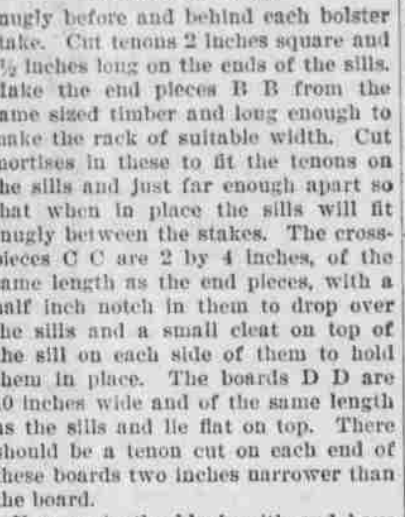 nugly before and behind each bolster
take. Cut tenons 2 inches square and
½ inches long on the ends of the sills.
Make the end pieces B B from the
ame sized timber and long enough to
make the rack of suitable width. Cut
mortises in these to fit the tenons on
he sills and just far enough apart so
hat when in place the sills will fit
nugly between the stakes. The cross-
pieces C C are 2 by 4 inches, of the
ame length as the end pieces, with a
half inch notch in them to drop over
he sills and a small cleat on top of
he sill on each side of them to hold
hem in place. The boards D D are
0 inches wide and of the same length
as the sills and lie flat on top. There
should be a tenon cut on each end of
hese boards two inches narrower than
he board.